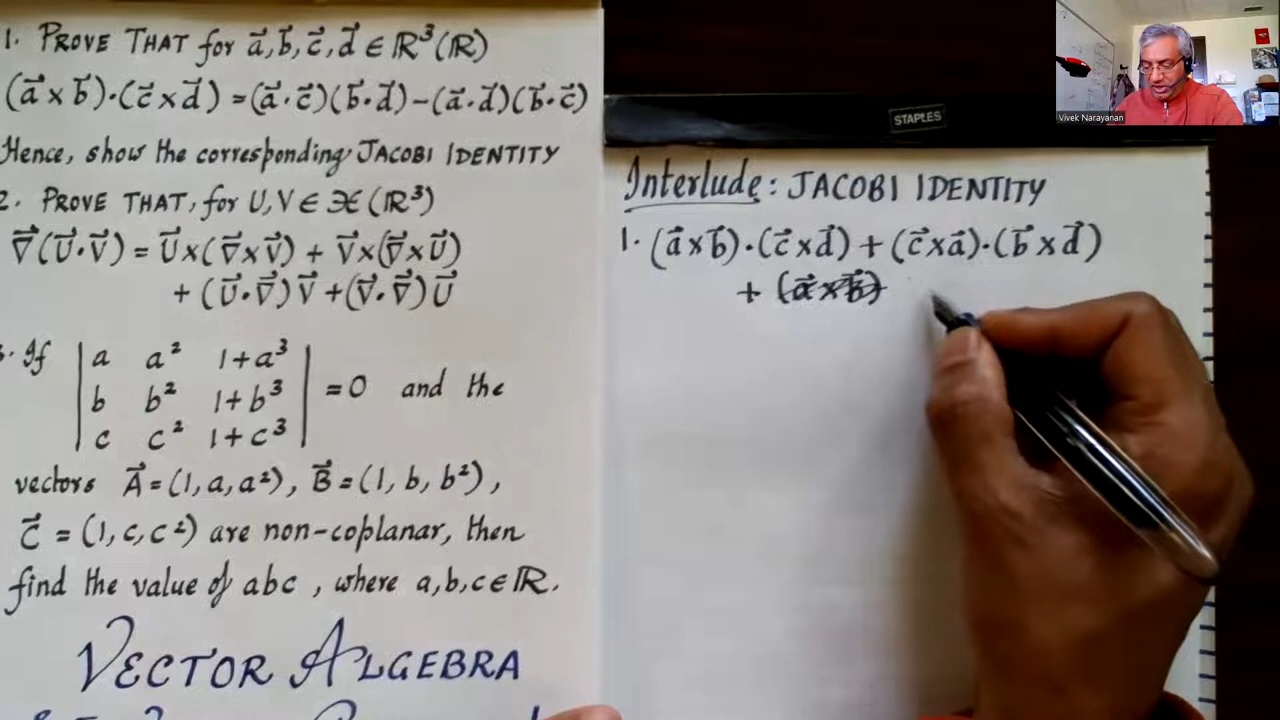 1. PROVE THAT for a⃗, b⃗, c⃗, d⃗ ∈ ℝ³(ℝ)
(a⃗ × b⃗)·(c⃗ × d⃗) = (a⃗·c⃗)(b⃗·d⃗) − (a⃗·d⃗)(b⃗·c⃗)
Hence, show the corresponding JACOBI IDENTITY
2. PROVE THAT, for U, V ∈ 𝔛(ℝ³)
∇⃗(U⃗·V⃗) = U⃗×(∇⃗×V⃗) + V⃗×(∇⃗×U⃗)
+ (U⃗·∇⃗)V⃗ + (V⃗·∇⃗)U⃗
If | a a² 1+a³ |
| b b² 1+b³ | = 0 and the
| c c² 1+c³ |
vectors A⃗ = (1, a, a²), B⃗ = (1, b, b²),
C⃗ = (1, c, c²) are non-coplanar, then
find the value of abc, where a, b, c ∈ ℝ.
VECTOR ALGEBRA
STAPLES
Vivek Narayanan
Interlude: JACOBI IDENTITY
1. (a⃗×b⃗)·(c⃗×d⃗) + (c⃗×a⃗)·(b⃗×d⃗)
+ (a⃗×b⃗)